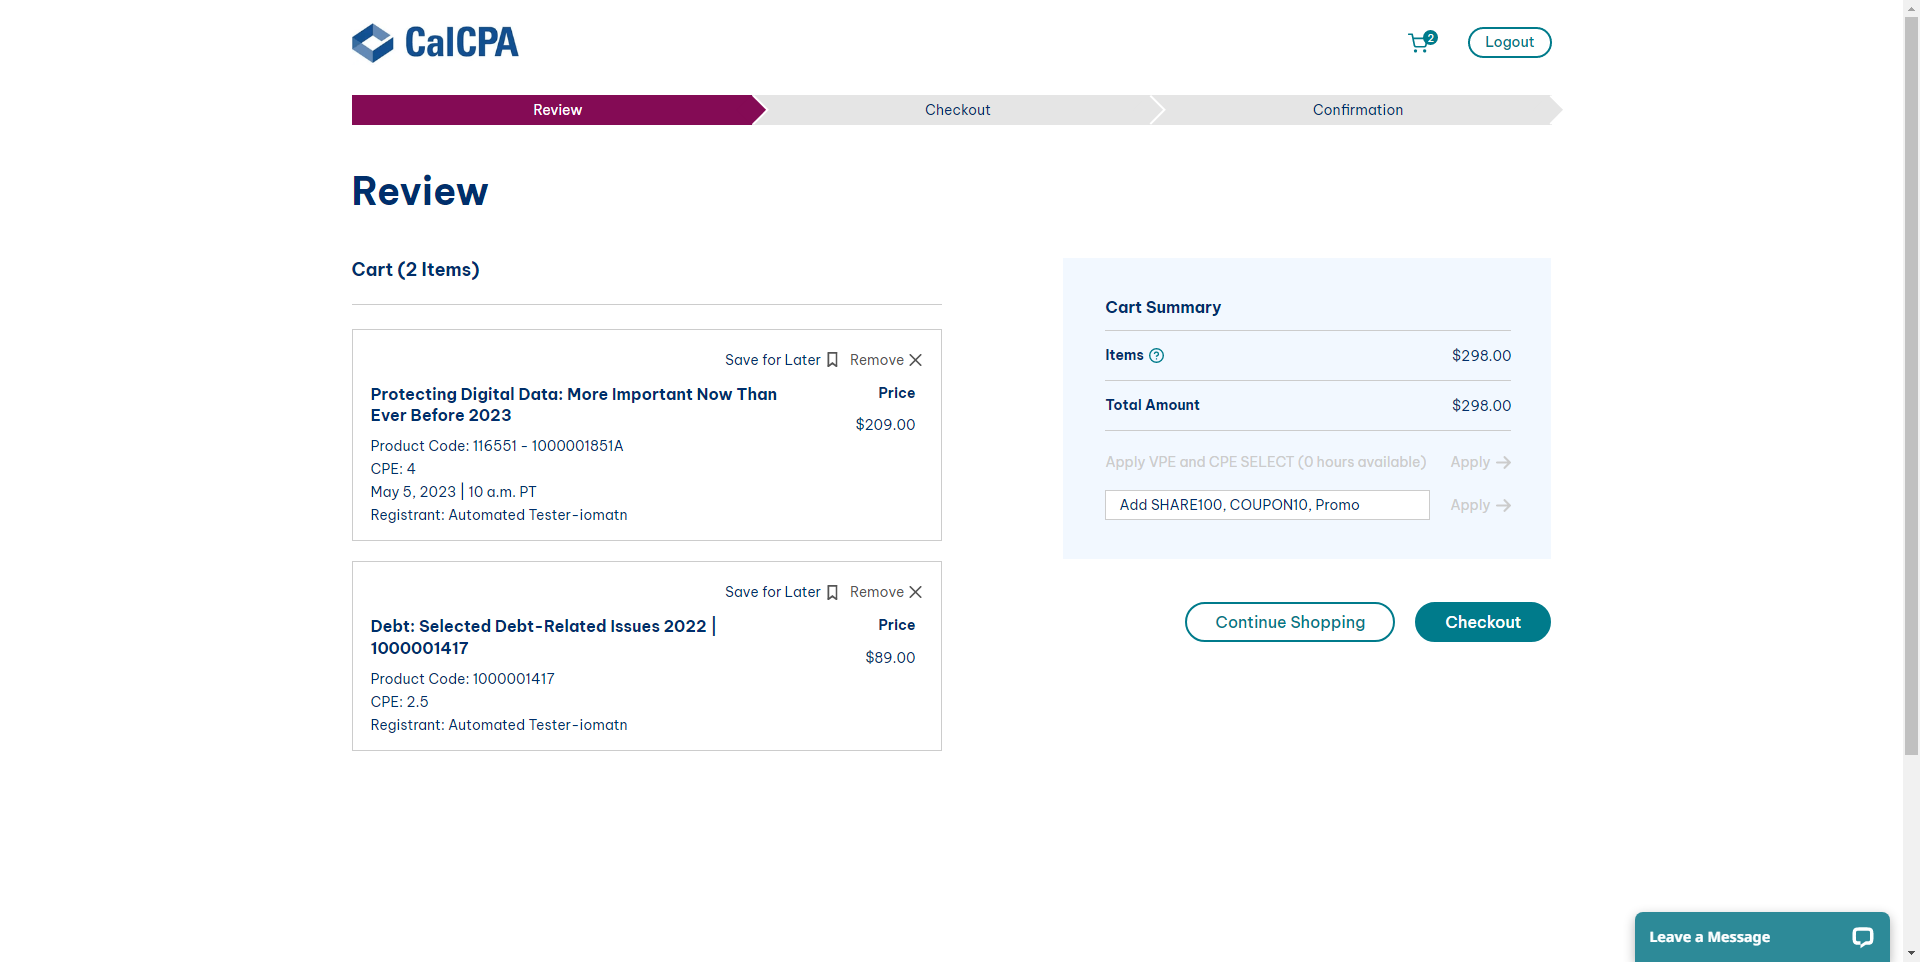 CalCPA
2
Logout
Review
Checkout
Confirmation
Review
Cart (2 Items)
Save for Later
Remove
Protecting Digital Data: More Important Now Than
Ever Before 2023
Price
$209.00
Product Code: 116551 - 1000001851A
CPE: 4
May 5, 2023 | 10 a.m. PT
Registrant: Automated Tester-iomatn
Save for Later
Remove
Debt: Selected Debt-Related Issues 2022 |
1000001417
Price
$89.00
Product Code: 1000001417
CPE: 2.5
Registrant: Automated Tester-iomatn
Cart Summary
Items ?
$298.00
Total Amount
$298.00
Apply VPE and CPE SELECT (0 hours available)
Apply
Add SHARE100, COUPON10, Promo
Apply
Continue Shopping
Checkout
Leave a Message